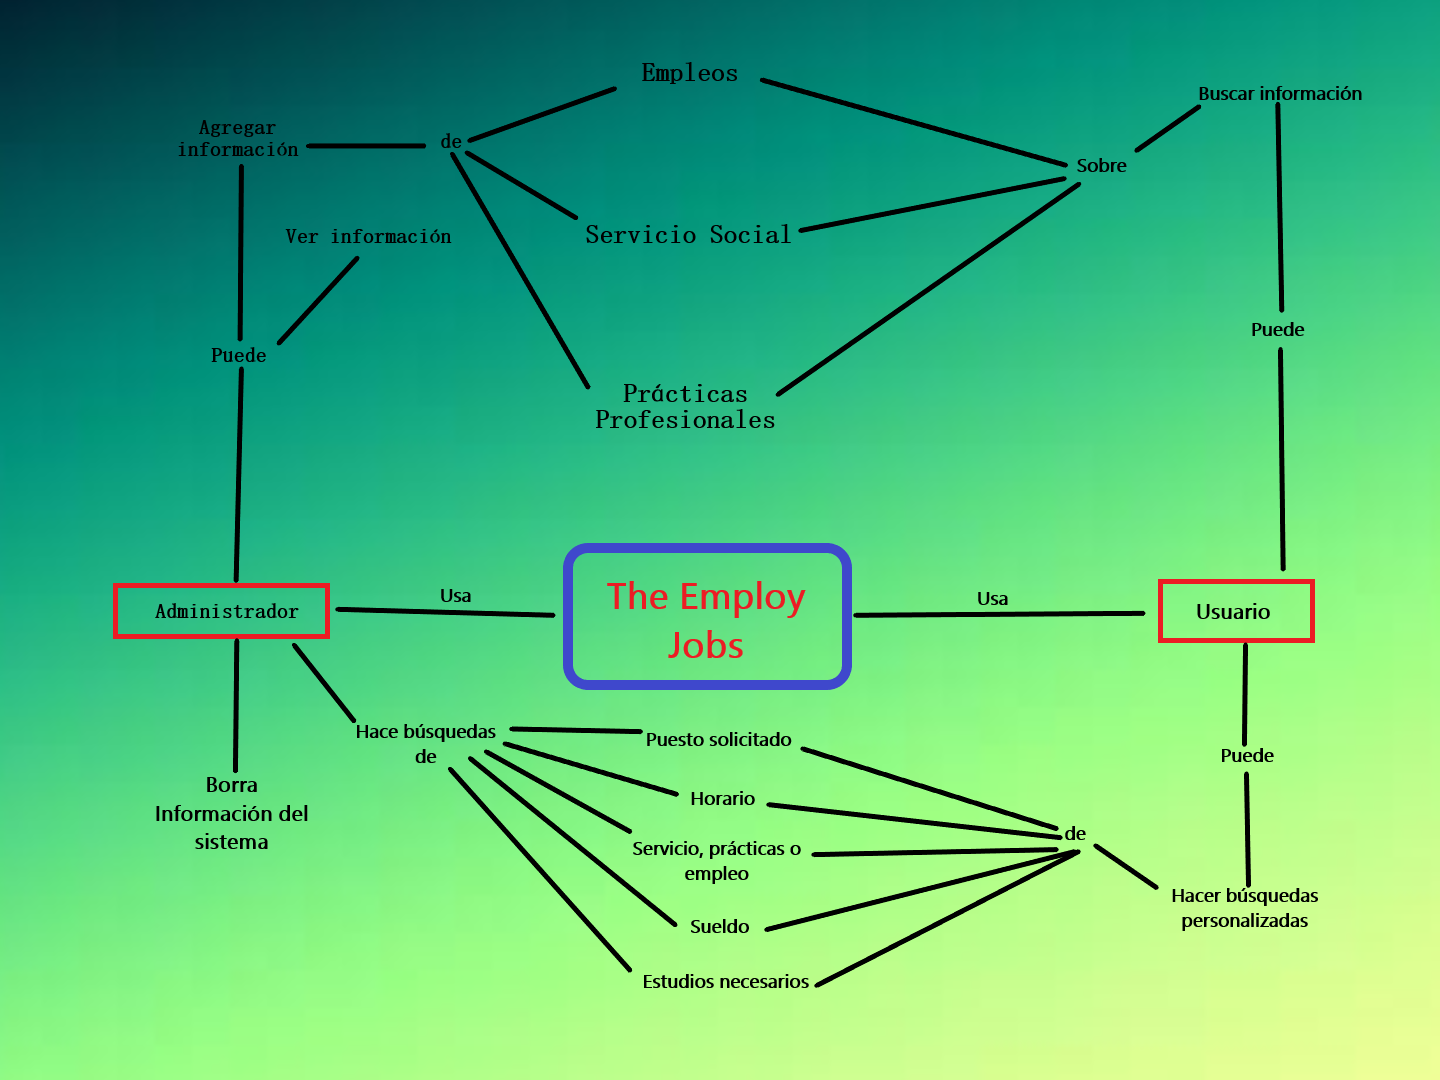 Empleos
Buscar información
Agregar
información
de
Sobre
Ver información
Servicio Social
Puede
Puede
Prácticas
Profesionales
Administrador
Usa
The Employ
Jobs
Usa
Usuario
Hace búsquedas
de
Puesto solicitado
Puede
Borra
Información del
sistema
Horario
de
Servicio, prácticas o
empleo
Hacer búsquedas
personalizadas
Sueldo
Estudios necesarios